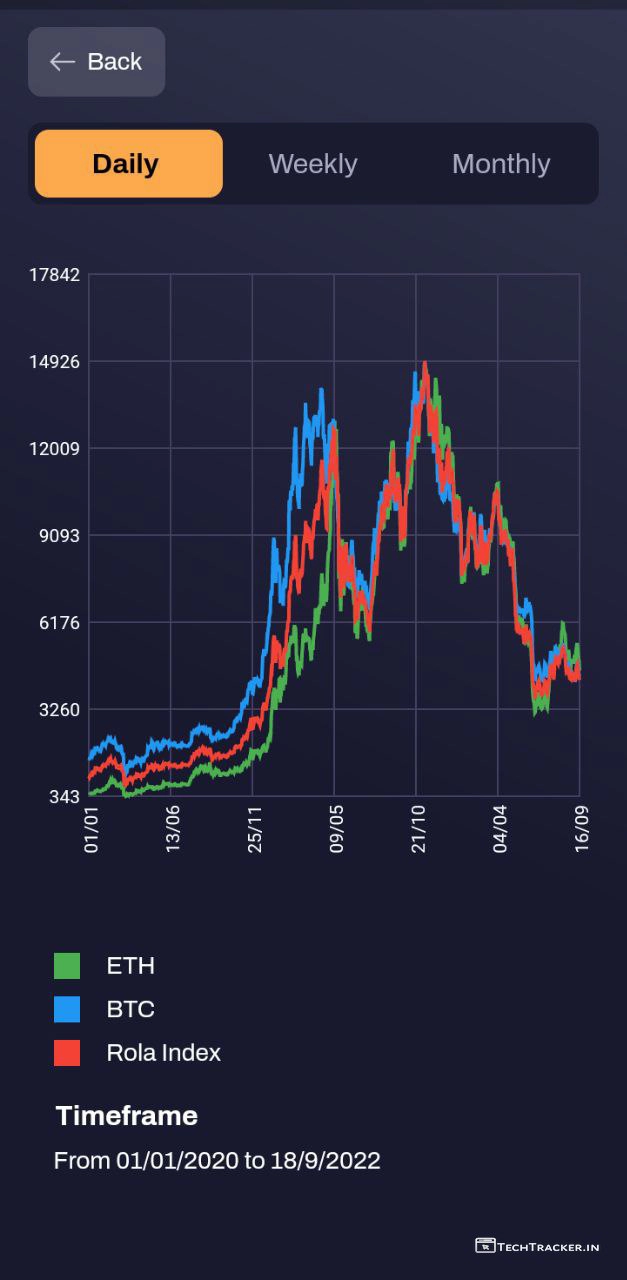 Back
Daily Weekly Monthly
17842
14926
12009
9093
6176
3260
343
01/01 13/06 25/11 09/05 21/10 04/04 16/09
ETH
BTC
Rola Index
Timeframe
From 01/01/2020 to 18/9/2022
TECHTRACKER.IN